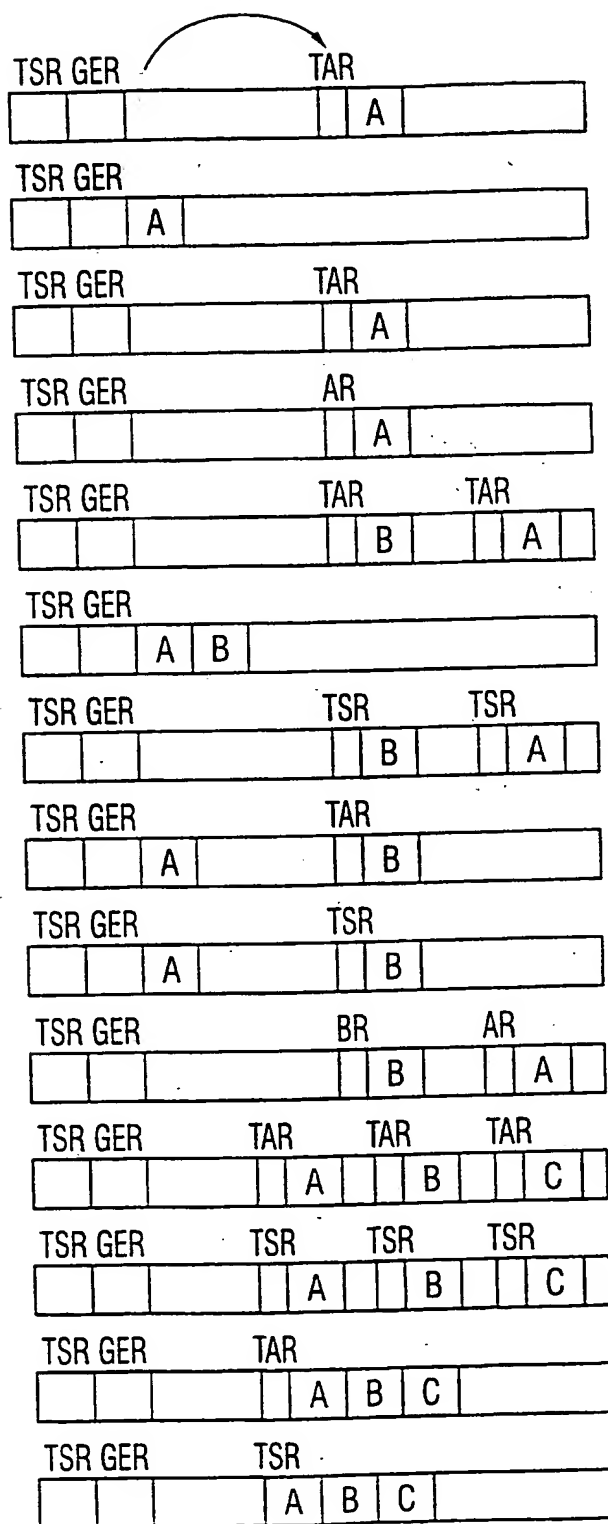 TSR GER TAR
A
TSR GER
A
TSR GER TAR
A
TSR GER AR
A
TSR GER TAR TAR
B A
TSR GER
A B
TSR GER TSR TSR
B A
TSR GER TAR
A B
TSR GER TSR
A B
TSR GER BR AR
B A
TSR GER TAR TAR TAR
A B C
TSR GER TSR TSR TSR
A B C
TSR GER TAR
A B C
TSR GER TSR
A B C